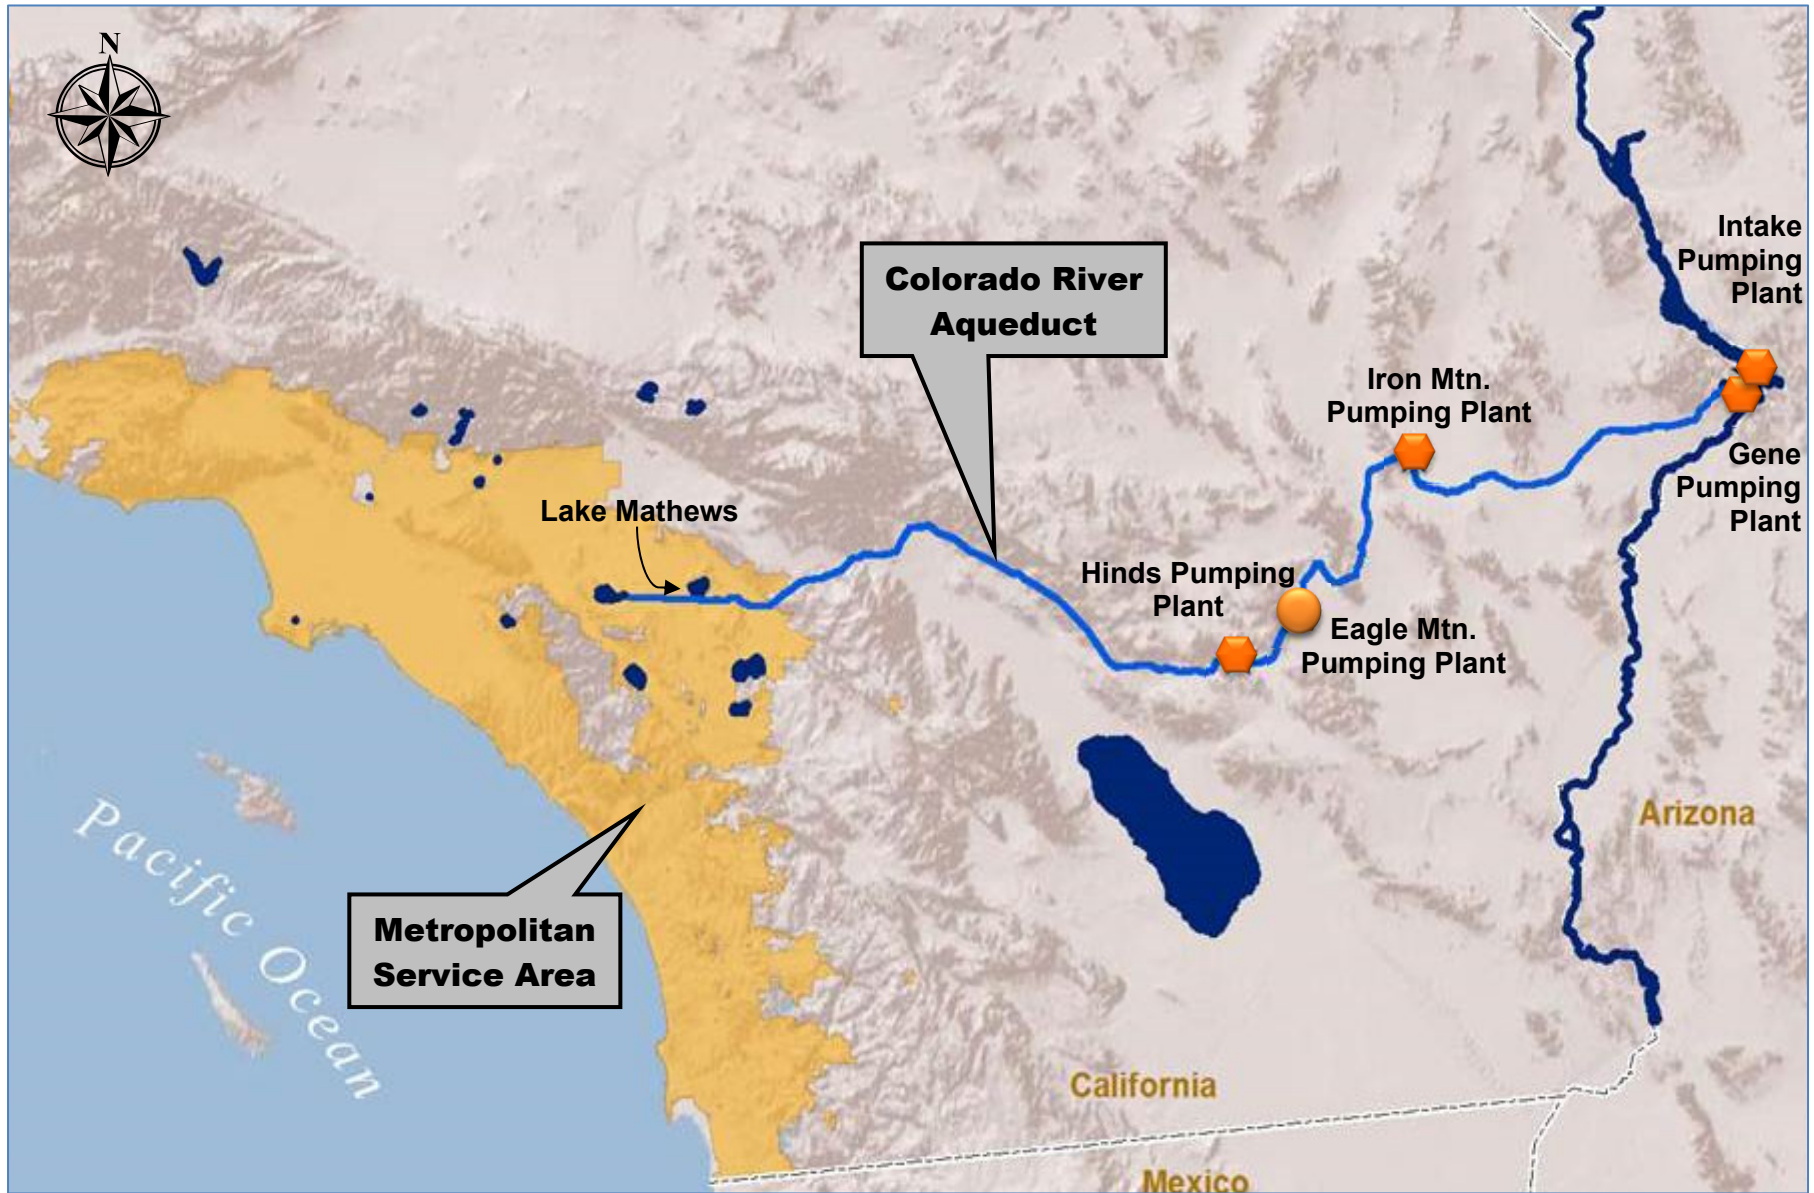 N
Intake
Pumping
Plant
Colorado River
Aqueduct
Iron Mtn.
Pumping Plant
Gene
Pumping
Plant
Lake Mathews
Hinds Pumping
Plant
Eagle Mtn.
Pumping Plant
Arizona
Pacific Ocean
Metropolitan
Service Area
California
Mexico